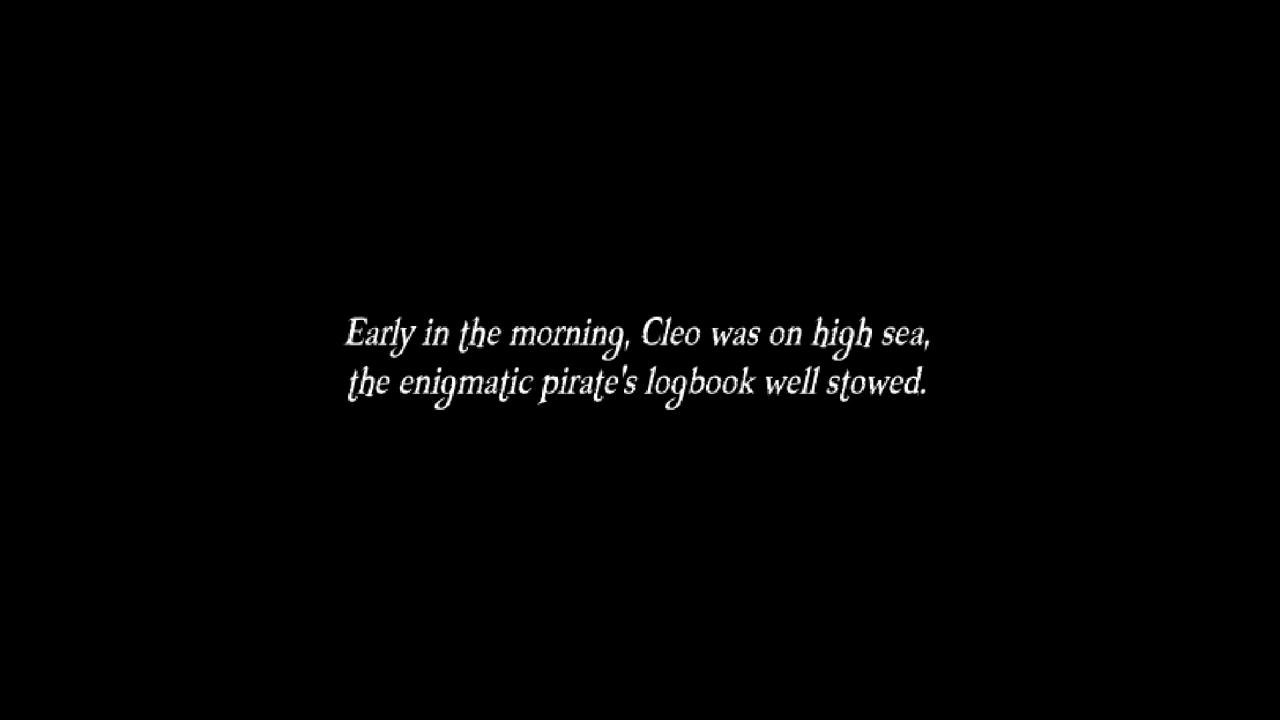 Early in the morning, Cleo was on high sea,
the enigmatic pirate's logbook well stowed.